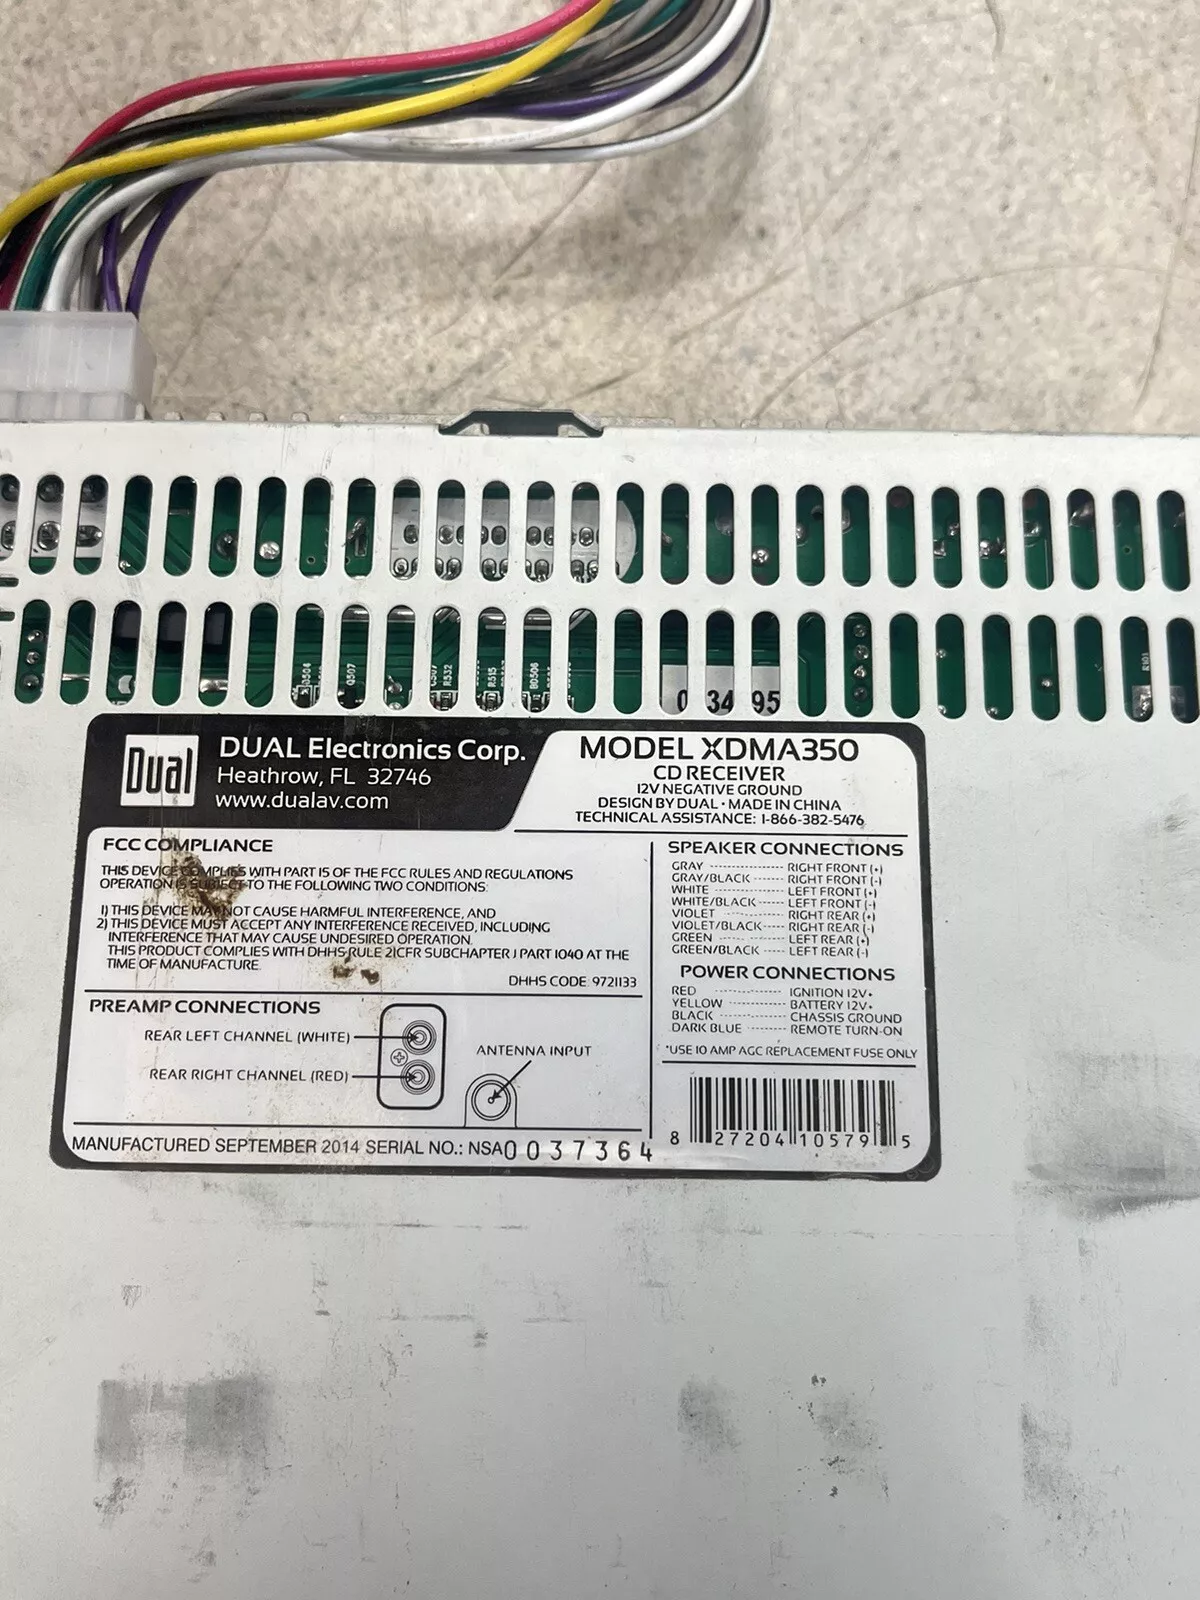 Q504
Q507
R532
R515
BD506
R101
0 34 95
Dual
DUAL Electronics Corp.
Heathrow, FL 32746
www.dualav.com
MODEL XDMA350
CD RECEIVER
12V NEGATIVE GROUND
DESIGN BY DUAL • MADE IN CHINA
TECHNICAL ASSISTANCE: 1-866-382-5476
FCC COMPLIANCE
THIS DEVICE COMPLIES WITH PART 15 OF THE FCC RULES AND REGULATIONS
OPERATION IS SUBJECT TO THE FOLLOWING TWO CONDITIONS:
1) THIS DEVICE MAY NOT CAUSE HARMFUL INTERFERENCE, AND
2) THIS DEVICE MUST ACCEPT ANY INTERFERENCE RECEIVED, INCLUDING
INTERFERENCE THAT MAY CAUSE UNDESIRED OPERATION.
THIS PRODUCT COMPLIES WITH DHHS RULE 21CFR SUBCHAPTER J PART 1040 AT THE
TIME OF MANUFACTURE.
DHHS CODE: 9721133
PREAMP CONNECTIONS
REAR LEFT CHANNEL (WHITE)
REAR RIGHT CHANNEL (RED)
ANTENNA INPUT
SPEAKER CONNECTIONS
GRAY ---------- RIGHT FRONT (+)
GRAY/BLACK ------- RIGHT FRONT (-)
WHITE ---------- LEFT FRONT (+)
WHITE/BLACK ------ LEFT FRONT (-)
VIOLET ---------- RIGHT REAR (+)
VIOLET/BLACK ---- RIGHT REAR (-)
GREEN ---------- LEFT REAR (+)
GREEN/BLACK ----- LEFT REAR (-)
POWER CONNECTIONS
RED ---------- IGNITION 12V+
YELLOW ---------- BATTERY 12V+
BLACK ---------- CHASSIS GROUND
DARK BLUE ------- REMOTE TURN-ON
*USE 10 AMP AGC REPLACEMENT FUSE ONLY
8 27204 10579 5
MANUFACTURED SEPTEMBER 2014 SERIAL NO.: NSA0037364